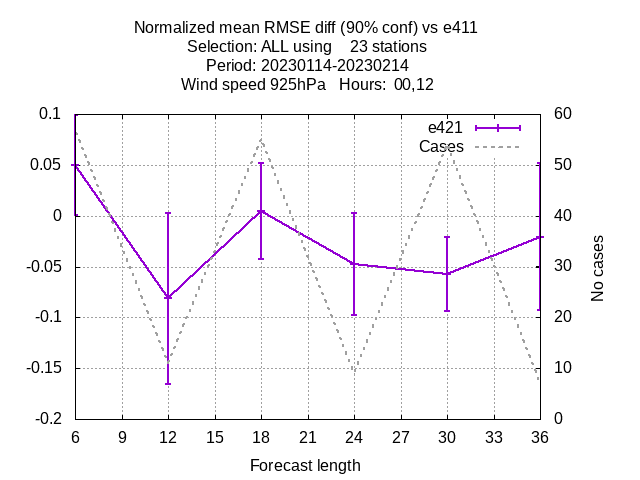 Normalized mean RMSE diff (90% conf) vs e411
Selection: ALL using    23 stations
Period: 20230114-20230214
Wind speed 925hPa   Hours:  00,12
0.1
0.05
0
-0.05
-0.1
-0.15
-0.2
e421
Cases
60
50
40
30
20
10
0
No cases
6 9 12 15 18 21 24 27 30 33 36
Forecast length